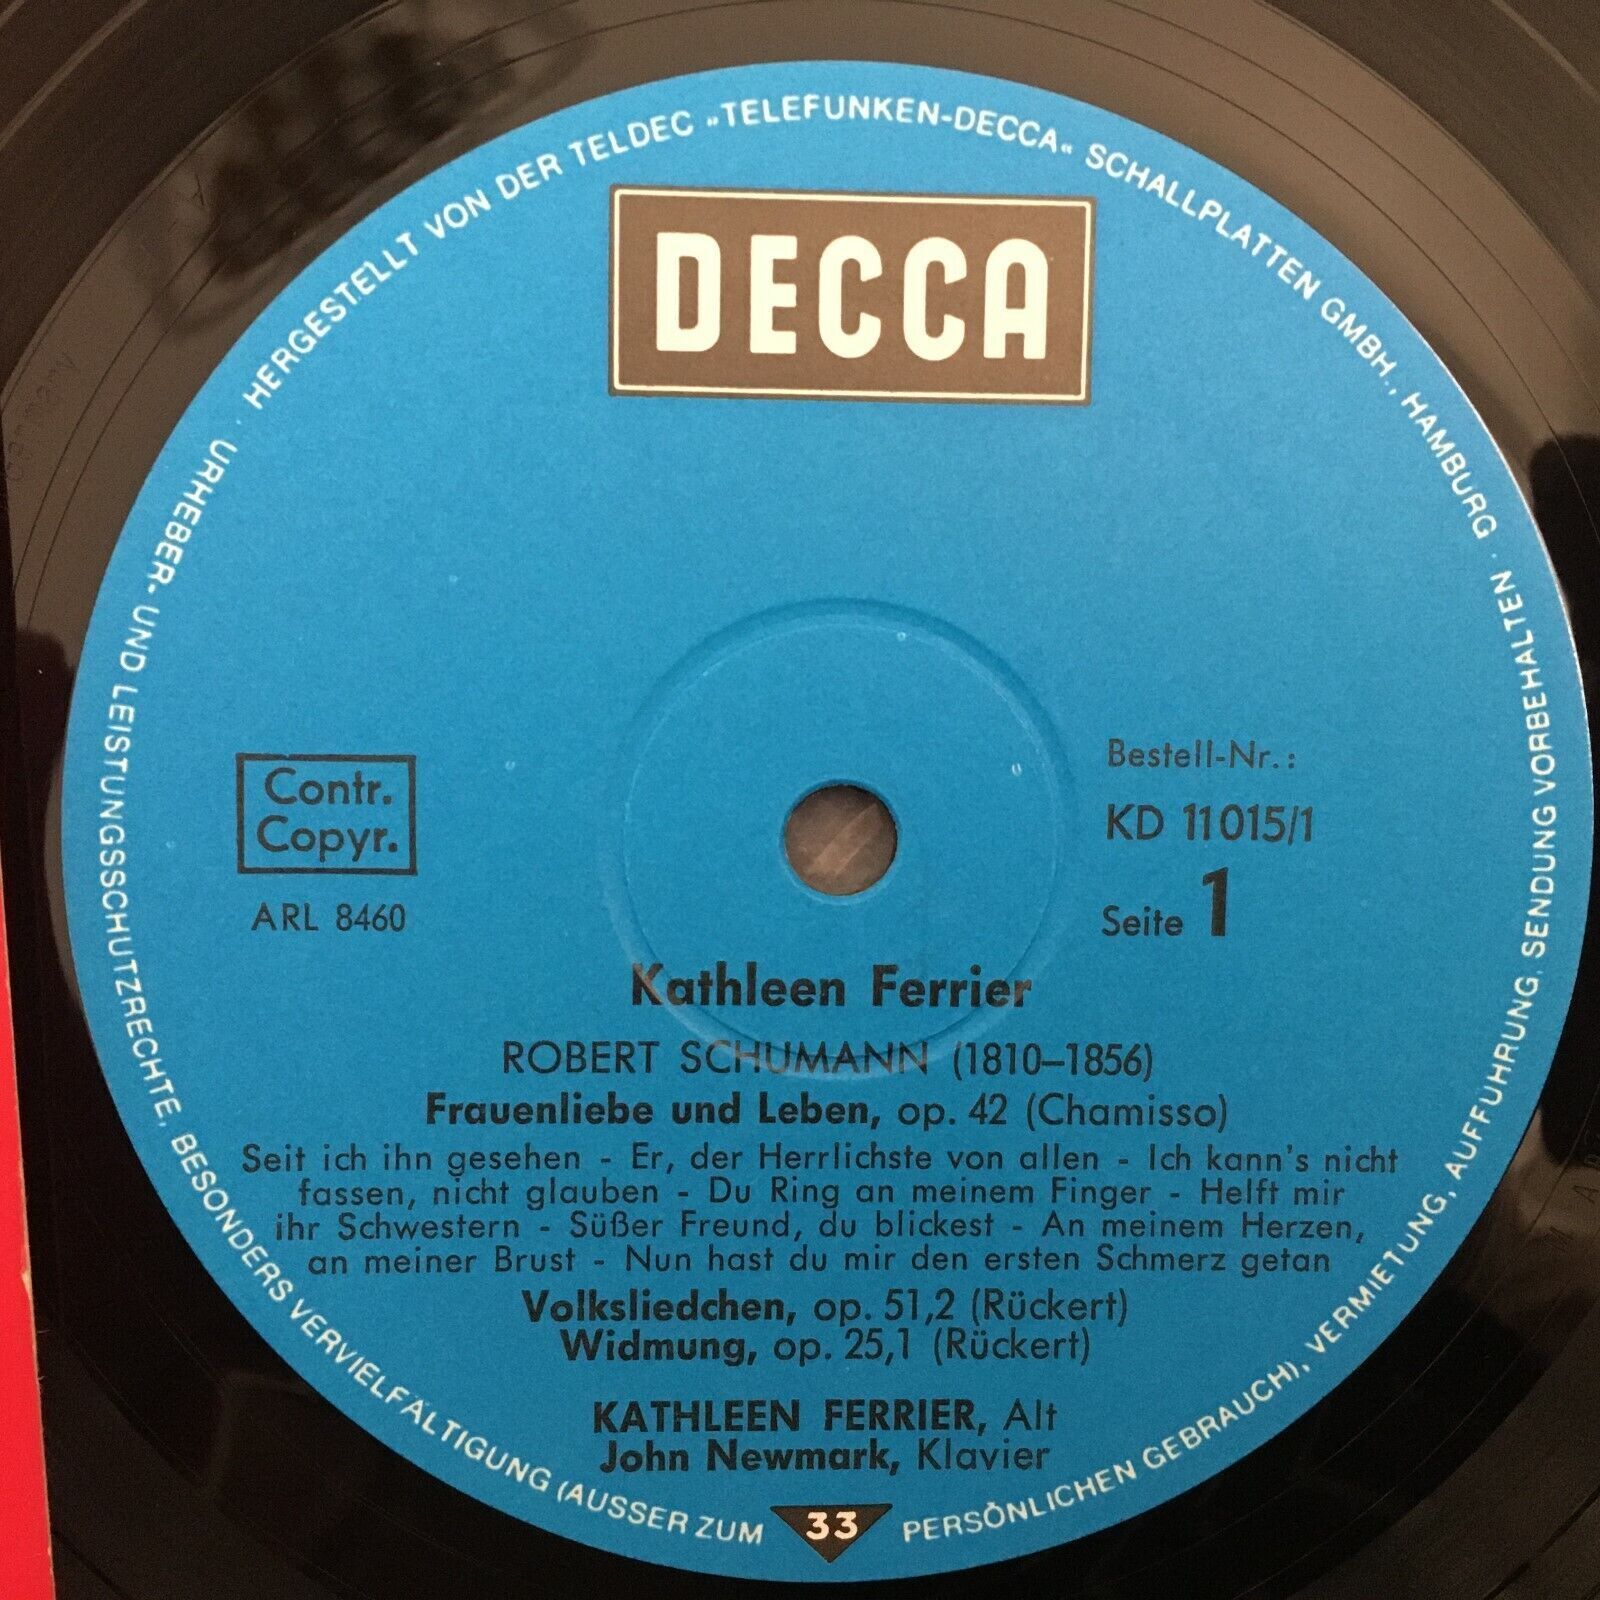 HERGESTELLT VON DER TELDEC »TELEFUNKEN-DECCA« SCHALLPLATTEN GMBH., HAMBURG · 
URHEBER- UND LEISTUNGSSCHUTZRECHTE, BESONDERS VERVIELFÄLTIGUNG (AUSSER ZUM PERSÖNLICHEN GEBRAUCH), VERMIETUNG, AUFFÜHRUNG, SENDUNG VORBEHALTEN
DECCA
Contr.
Copyr.
ARL 8460
Bestell-Nr.:
KD 11015/1
Seite 1
Kathleen Ferrier
ROBERT SCHUMANN (1810–1856)
Frauenliebe und Leben, op. 42 (Chamisso)
Seit ich ihn gesehen - Er, der Herrlichste von allen - Ich kann's nicht
fassen, nicht glauben - Du Ring an meinem Finger - Helft mir
ihr Schwestern - Süßer Freund, du blickest - An meinem Herzen,
an meiner Brust - Nun hast du mir den ersten Schmerz getan
Volksliedchen, op. 51,2 (Rückert)
Widmung, op. 25,1 (Rückert)
KATHLEEN FERRIER, Alt
John Newmark, Klavier
33